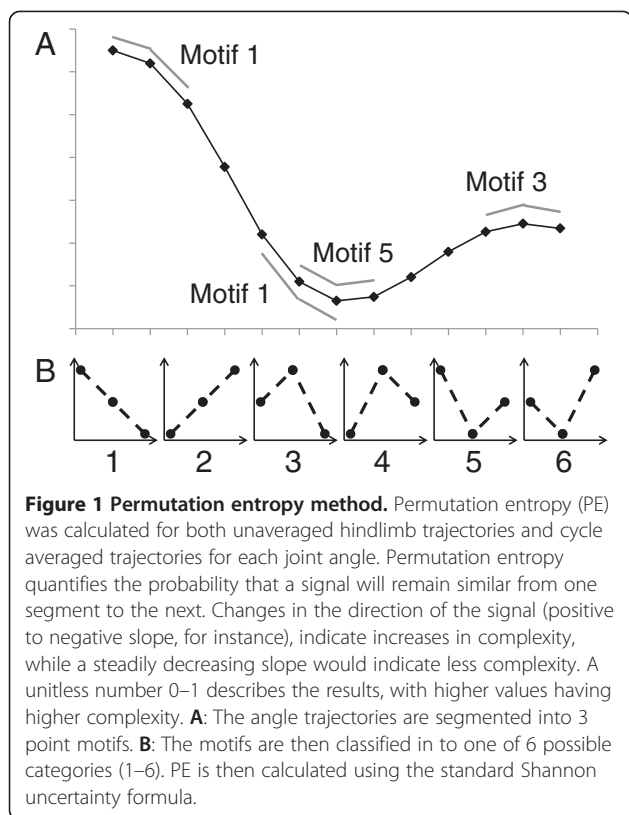 A
Motif 1
Motif 3
Motif 5
Motif 1
B
1 2 3 4 5 6
Figure 1 Permutation entropy method. Permutation entropy (PE)
was calculated for both unaveraged hindlimb trajectories and cycle
averaged trajectories for each joint angle. Permutation entropy
quantifies the probability that a signal will remain similar from one
segment to the next. Changes in the direction of the signal (positive
to negative slope, for instance), indicate increases in complexity,
while a steadily decreasing slope would indicate less complexity. A
unitless number 0–1 describes the results, with higher values having
higher complexity. A: The angle trajectories are segmented into 3
point motifs. B: The motifs are then classified in to one of 6 possible
categories (1–6). PE is then calculated using the standard Shannon
uncertainty formula.